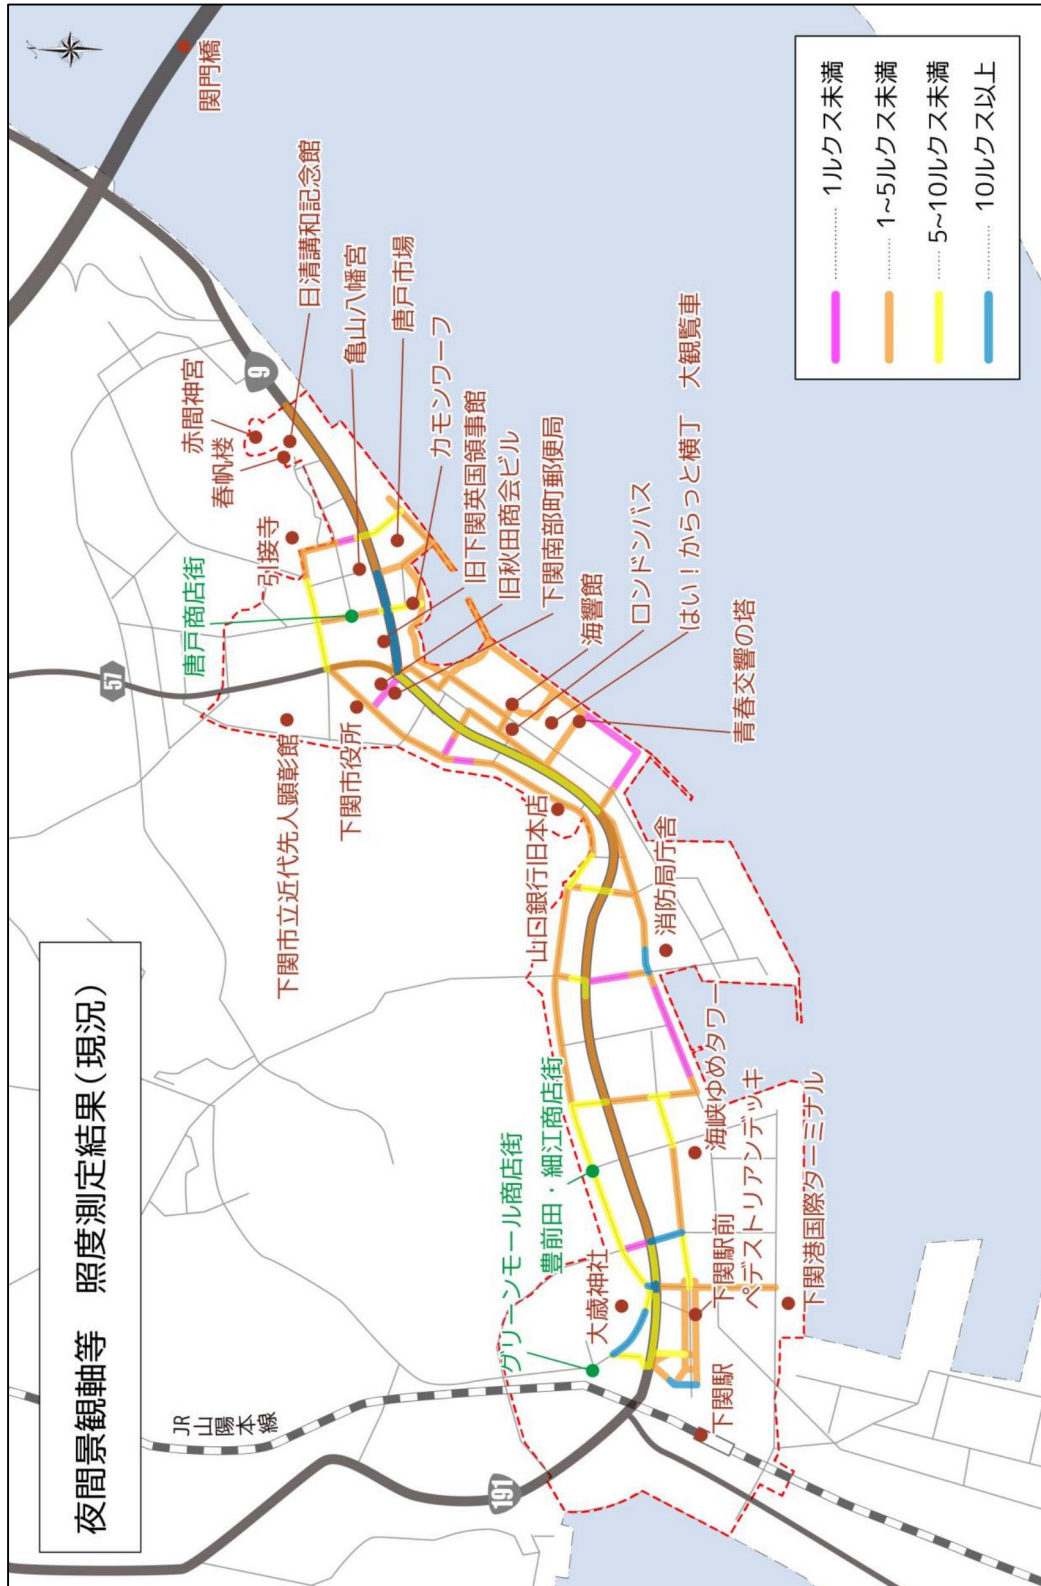 夜間景観軸等　照度測定結果(現況)
JR
山陽本線
191
57
9
N
下関駅
グリーンモール商店街
大歳神社
豊前田・細江商店街
下関駅前
ペデストリアンデッキ
下関港国際ターミナル
海峡ゆめタワー
消防局庁舎
山口銀行旧本店
下関市立近代先人顕彰館
下関市役所
唐戸商店街
引接寺
春帆楼
赤間神宮
関門橋
日清講和記念館
亀山八幡宮
唐戸市場
カモンワーフ
旧下関英国領事館
旧秋田商会ビル
下関南部町郵便局
海響館
ロンドンバス
はい！からっと横丁　大観覧車
青春交響の塔
1ルクス未満
1~5ルクス未満
5~10ルクス未満
10ルクス以上